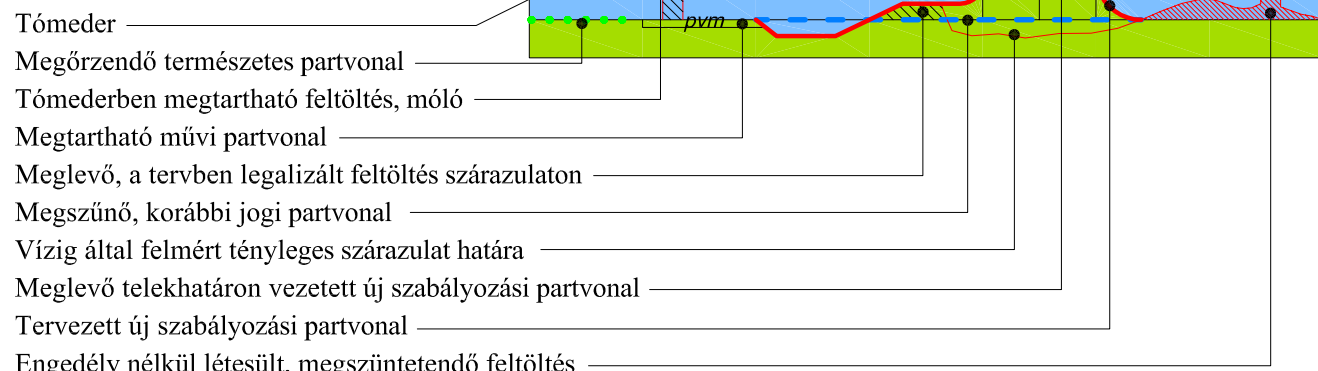 pvm
Tómeder
Megőrzendő természetes partvonal
Tómederben megtartható feltöltés, móló
Megtartható művi partvonal
Meglevő, a tervben legalizált feltöltés szárazulaton
Megszűnő, korábbi jogi partvonal
Vízig által felmért tényleges szárazulat határa
Meglevő telekhatáron vezetett új szabályozási partvonal
Tervezett új szabályozási partvonal
Engedély nélkül létesült, megszüntetendő feltöltés